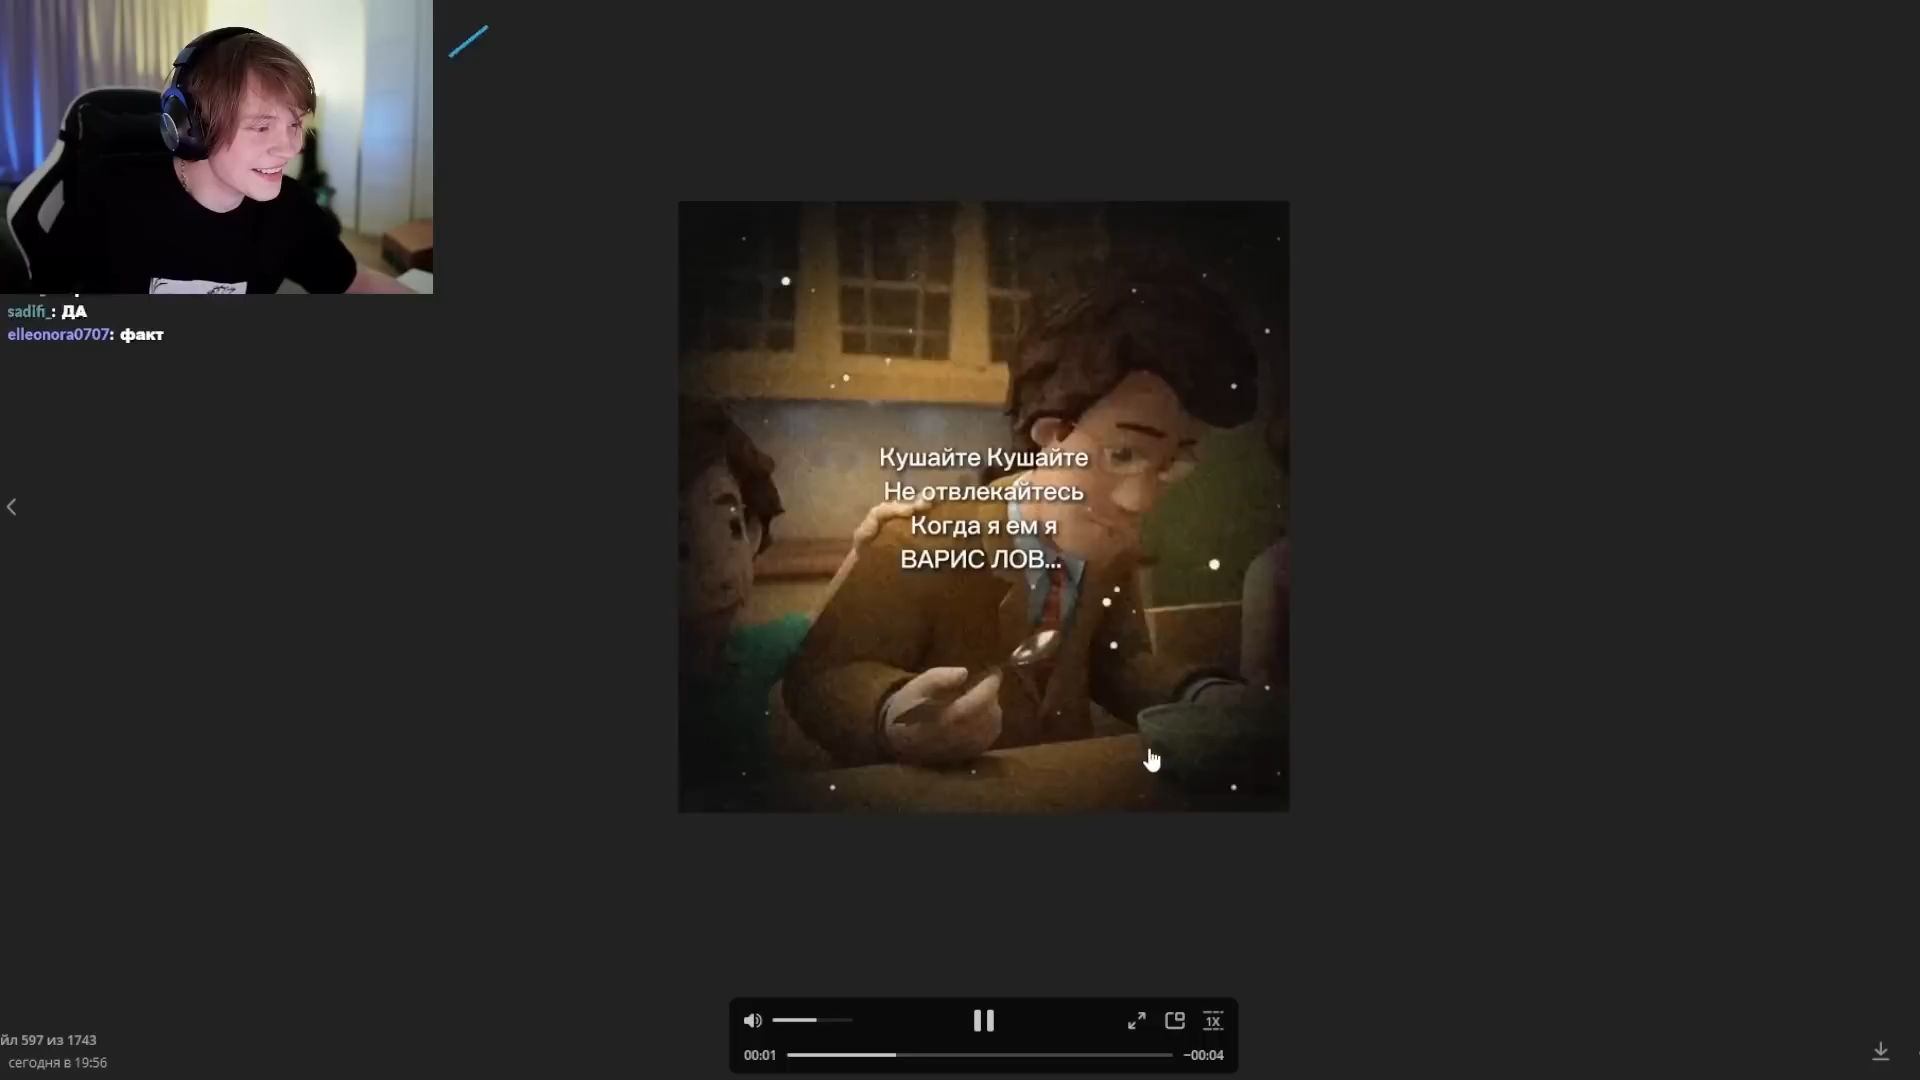 sadifi_: ДА
elleonora0707: факт
Кушайте Кушайте
Не отвлекайтесь
Когда я ем я
ВАРИС ЛОВ...
1X
00:01
−00:04
йл 597 из 1743
сегодня в 19:56